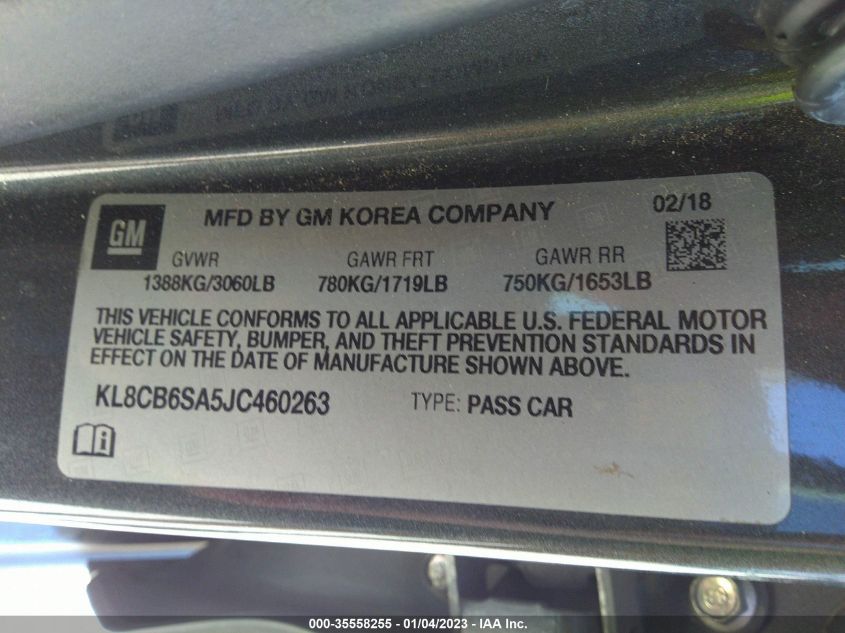 GM
MFD BY GM KOREA COMPANY
02/18
GVWR GAWR FRT GAWR RR
1388KG/3060LB 780KG/1719LB 750KG/1653LB
THIS VEHICLE CONFORMS TO ALL APPLICABLE U.S. FEDERAL MOTOR
VEHICLE SAFETY, BUMPER, AND THEFT PREVENTION STANDARDS IN
EFFECT ON THE DATE OF MANUFACTURE SHOWN ABOVE.
KL8CB6SA5JC460263 TYPE: PASS CAR
000-35558255 - 01/04/2023 - IAA Inc.